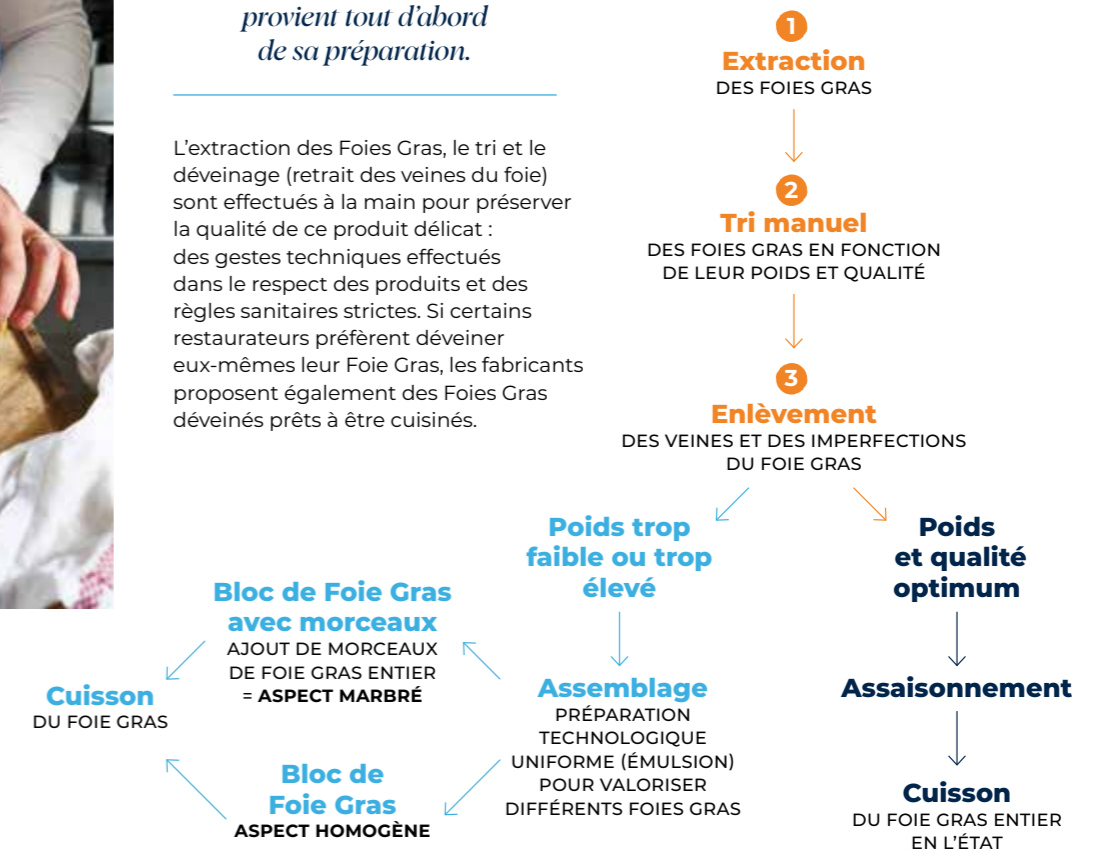 provient tout d’abord
de sa préparation.
L’extraction des Foies Gras, le tri et le
déveinage (retrait des veines du foie)
sont effectués à la main pour préserver
la qualité de ce produit délicat :
des gestes techniques effectués
dans le respect des produits et des
règles sanitaires strictes. Si certains
restaurateurs préfèrent déveiner
eux-mêmes leur Foie Gras, les fabricants
proposent également des Foies Gras
déveinés prêts à être cuisinés.
1
Extraction
DES FOIES GRAS
2
Tri manuel
DES FOIES GRAS EN FONCTION
DE LEUR POIDS ET QUALITÉ
3
Enlèvement
DES VEINES ET DES IMPERFECTIONS
DU FOIE GRAS
Poids trop
faible ou trop
élevé
Assemblage
PRÉPARATION
TECHNOLOGIQUE
UNIFORME (ÉMULSION)
POUR VALORISER
DIFFÉRENTS FOIES GRAS
Bloc de Foie Gras
avec morceaux
AJOUT DE MORCEAUX
DE FOIE GRAS ENTIER
= ASPECT MARBRÉ
Bloc de
Foie Gras
ASPECT HOMOGÈNE
Cuisson
DU FOIE GRAS
Poids
et qualité
optimum
Assaisonnement
Cuisson
DU FOIE GRAS ENTIER
EN L’ÉTAT